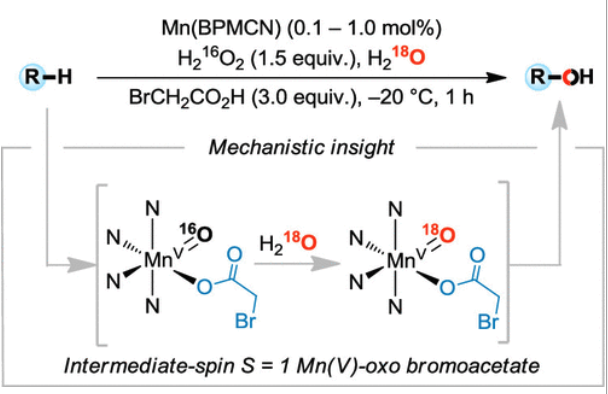 Mn(BPMCN) (0.1 – 1.0 mol%)
H₂¹⁶O₂ (1.5 equiv.), H₂¹⁸O
R–H
R–OH
BrCH₂CO₂H (3.0 equiv.), –20 °C, 1 h
Mechanistic insight
N
N
N
N
N
Mnⱽ
¹⁶O
O
O
Br
H₂¹⁸O
N
N
N
N
N
Mnⱽ
¹⁸O
O
O
Br
Intermediate-spin S = 1 Mn(V)-oxo bromoacetate